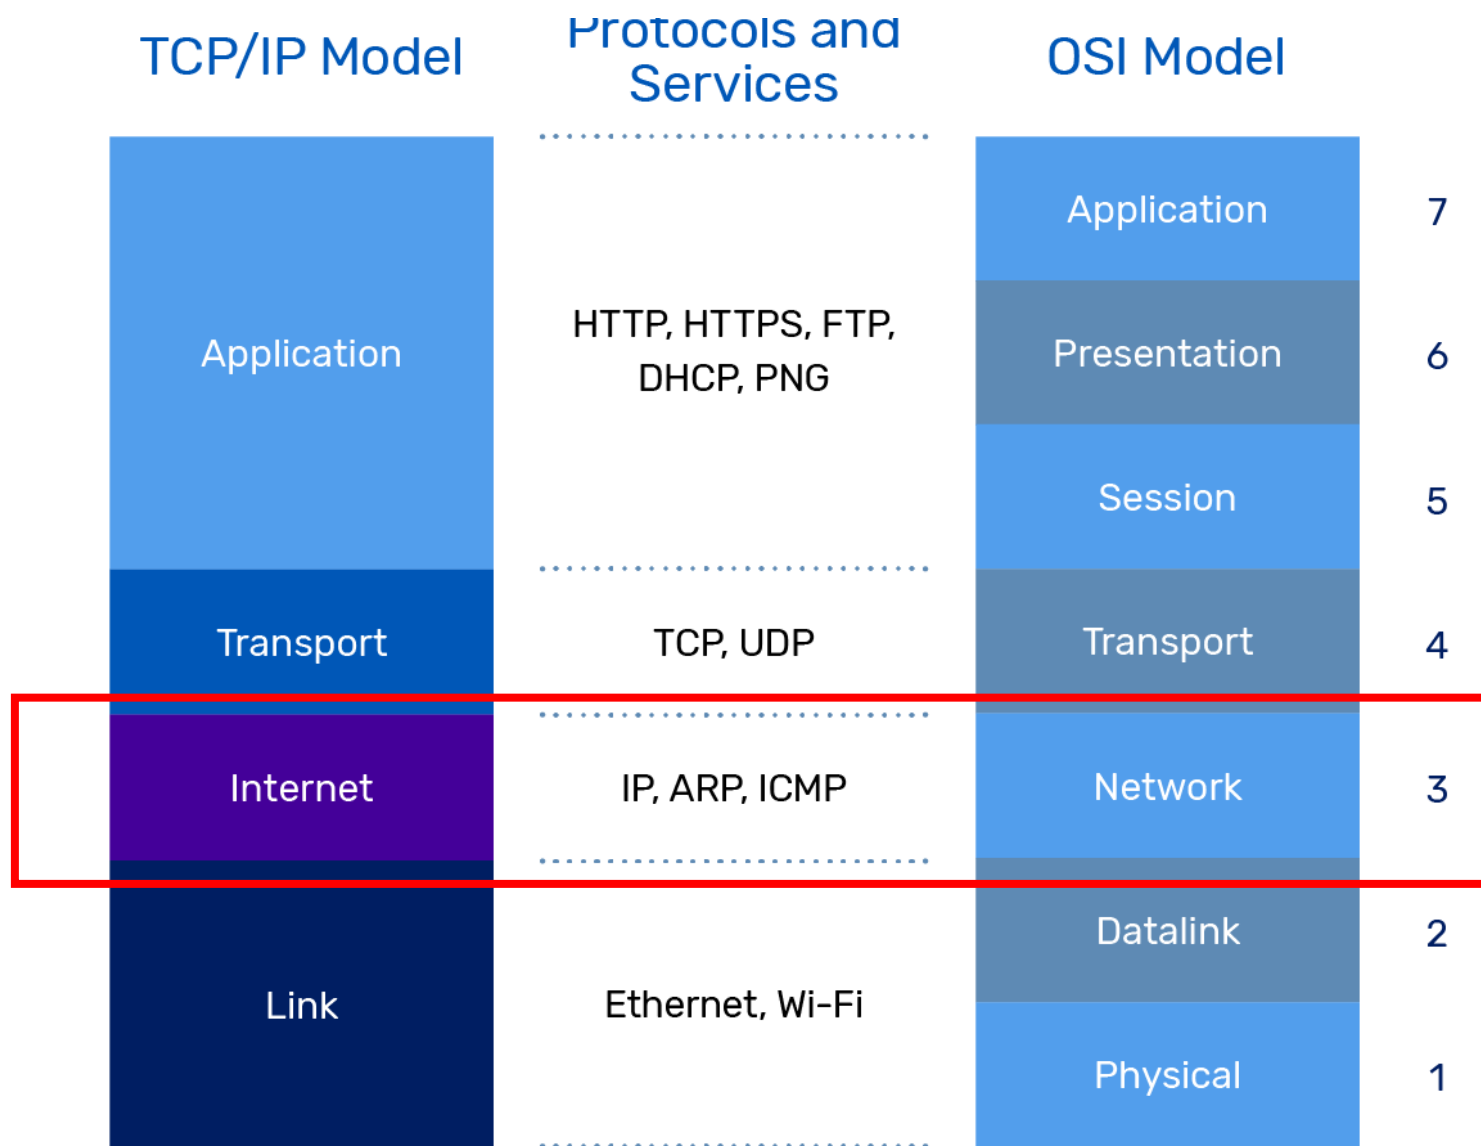 TCP/IP Model
Protocols and
Services
OSI Model
Application
HTTP, HTTPS, FTP,
DHCP, PNG
Application
7
Presentation
6
Session
5
Transport
TCP, UDP
Transport
4
Internet
IP, ARP, ICMP
Network
3
Link
Ethernet, Wi-Fi
Datalink
2
Physical
1